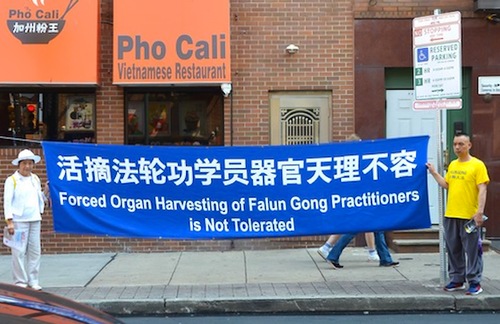 Pho Cali
加州粉王
Pho Cali
Vietnamese Restaurant
STOPPING
RESERVED
PARKING
活摘法轮功学员器官天理不容
Forced Organ Harvesting of Falun Gong Practitioners
is Not Tolerated